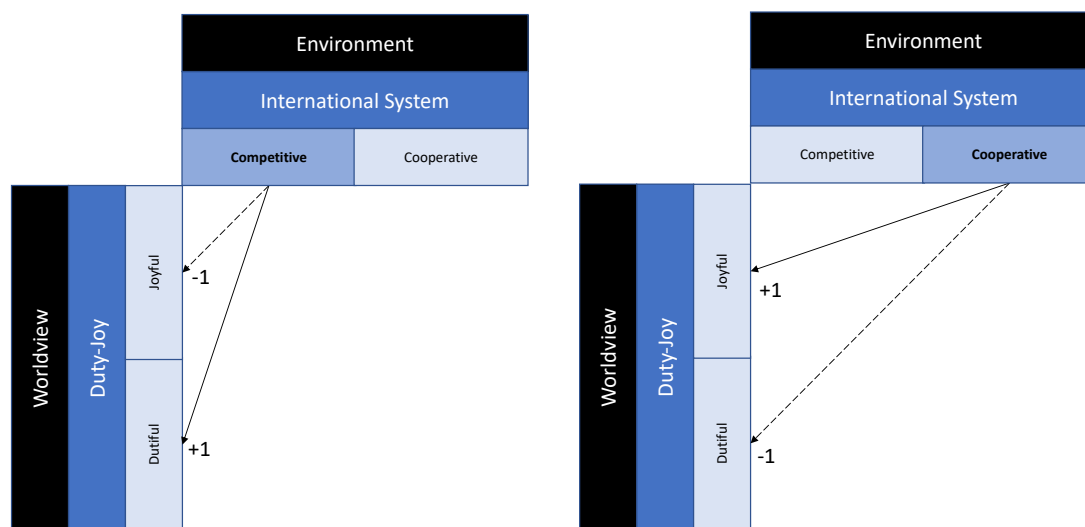 Environment
International System
Competitive
Cooperative
Worldview
Duty-Joy
Joyful
Dutiful
-1
+1
Environment
International System
Competitive
Cooperative
Worldview
Duty-Joy
Joyful
Dutiful
+1
-1